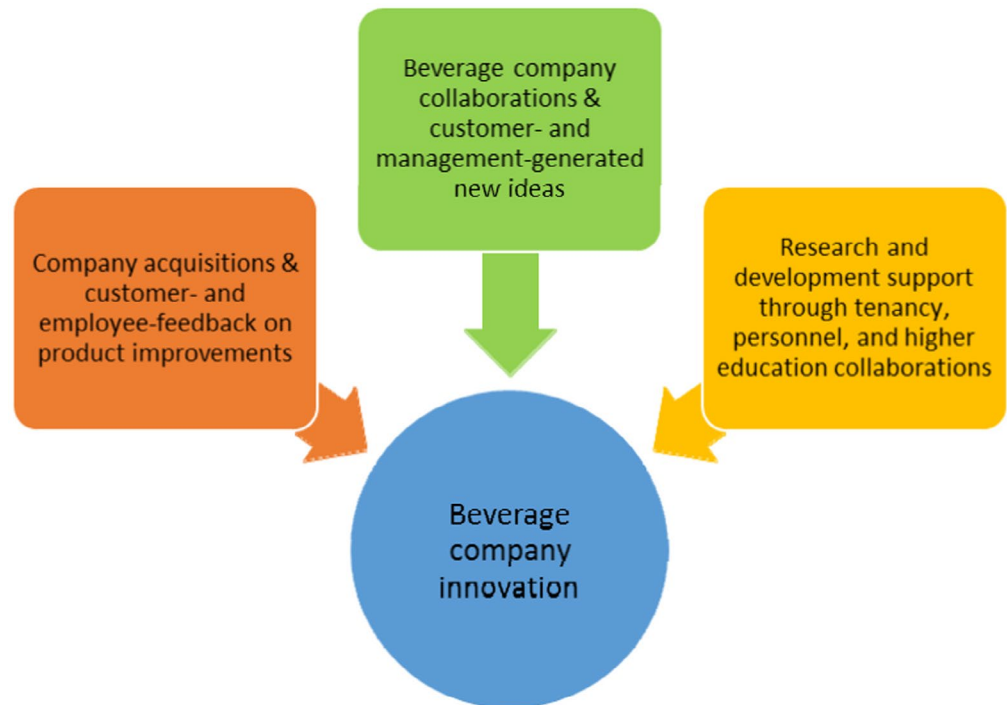 Beverage company
collaborations &
customer- and
management-generated
new ideas
Company acquisitions &
customer- and
employee-feedback on
product improvements
Research and
development support
through tenancy,
personnel, and higher
education collaborations
Beverage
company
innovation